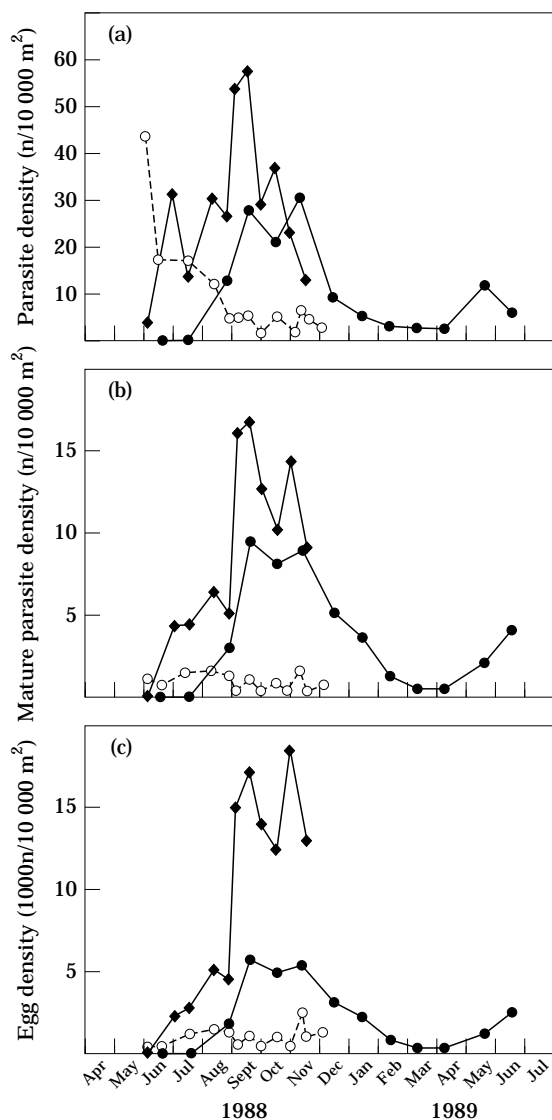 (a)
70
60
50
40
30
20
10
Parasite density (n/10 000 m²)
(b)
15
10
5
Mature parasite density (n/10 000 m²)
(c)
15
10
5
Egg density (1000n/10 000 m²)
Apr May Jun Jul Aug Sept Oct Nov Dec Jan Feb Mar Apr May Jun Jul
1988 1989